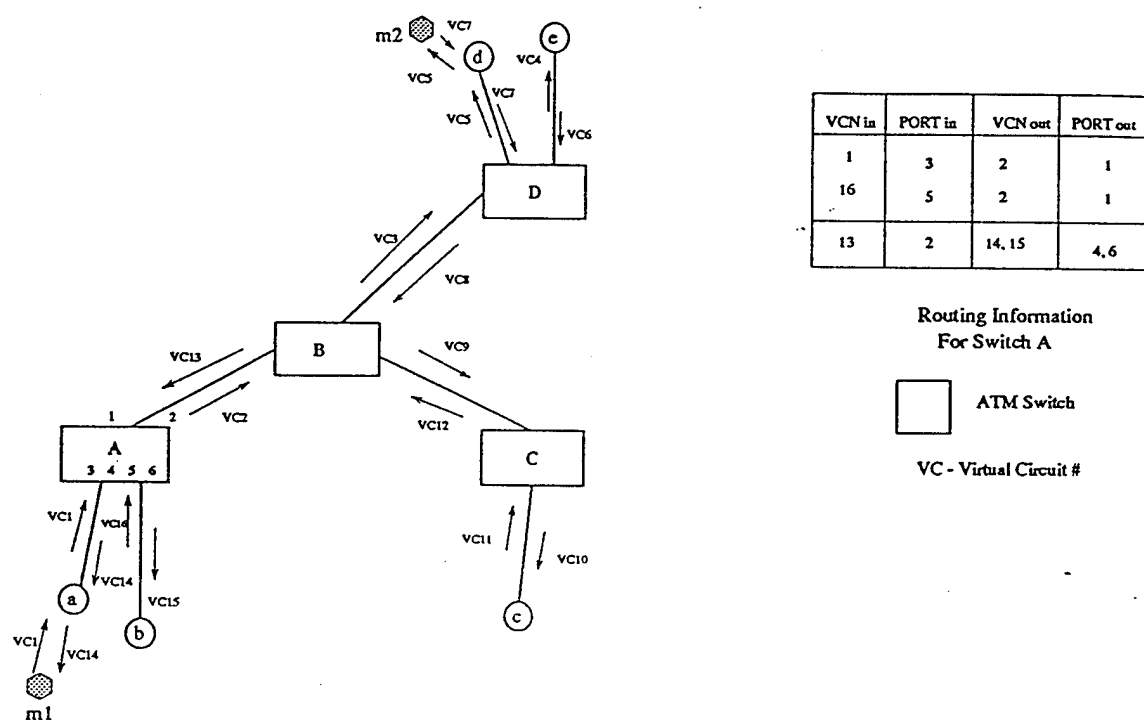 m2
VC7
d
e
VC4
VC5
VC7
VC5
VC6
D
VC3
VC8
B
VC13
VC9
VC2
VC12
1 2
A
3 4 5 6
C
VC1
VC16
VC14
VC11
VC10
VC15
a
b
c
VC1
VC14
m1
VCN in PORT in VCN out PORT out
1 3 2 1
16 5 2 1
13 2 14, 15 4, 6
Routing Information
For Switch A
ATM Switch
VC - Virtual Circuit #